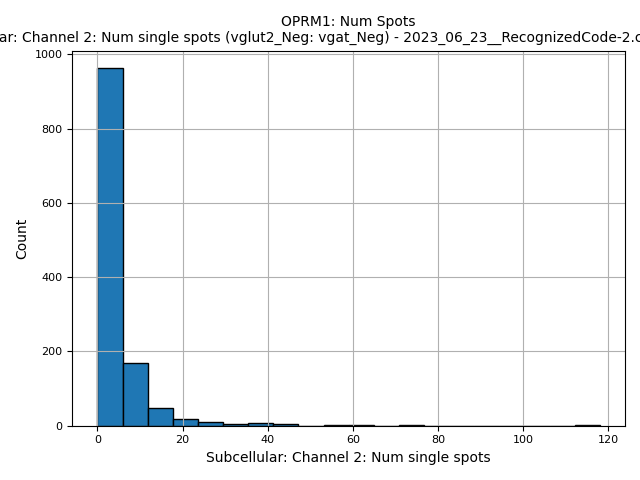 OPRM1: Num Spots
ar: Channel 2: Num single spots (vglut2_Neg: vgat_Neg) - 2023_06_23__RecognizedCode-2.c
1000
800
600
400
200
0
Count
0 20 40 60 80 100 120
Subcellular: Channel 2: Num single spots